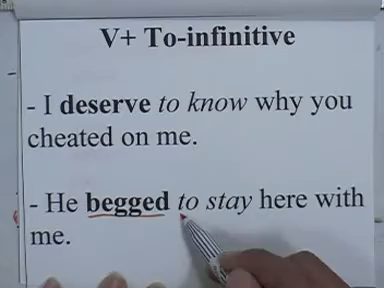 V+ To-infinitive
- I deserve to know why you
cheated on me.
- He begged to stay here with
me.